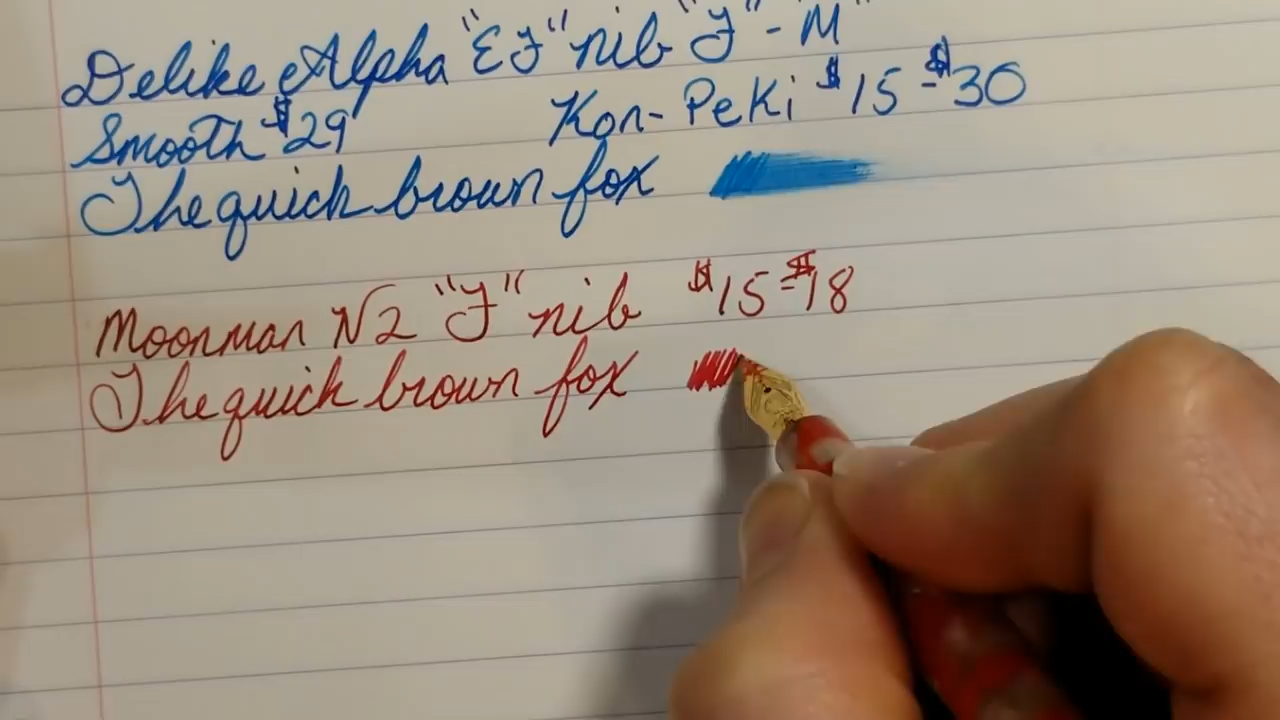 Delike Alpha "EF" nib "F" - M"
Smooth $29 Kon-Peki $15-$30
The quick brown fox
Moonman N2 "F" nib $15-$18
The quick brown fox